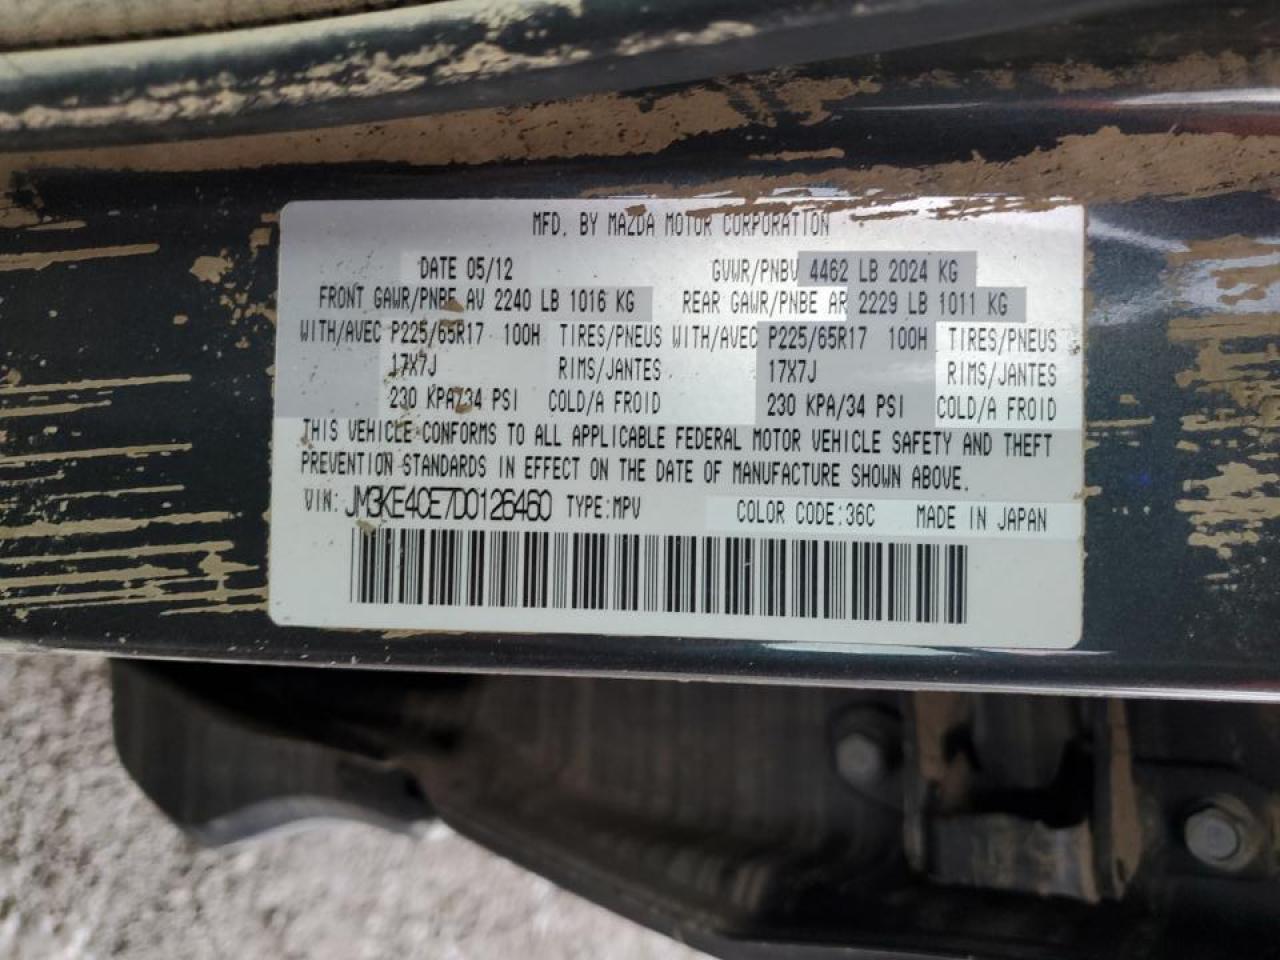 MFD. BY MAZDA MOTOR CORPORATION
DATE 05/12 GVWR/PNBV 4462 LB 2024 KG
FRONT GAWR/PNBE AV 2240 LB 1016 KG REAR GAWR/PNBE AR 2229 LB 1011 KG
WITH/AVEC P225/65R17 100H TIRES/PNEUS WITH/AVEC P225/65R17 100H TIRES/PNEUS
17X7J RIMS/JANTES 17X7J RIMS/JANTES
230 KPA/34 PSI COLD/A FROID 230 KPA/34 PSI COLD/A FROID
THIS VEHICLE CONFORMS TO ALL APPLICABLE FEDERAL MOTOR VEHICLE SAFETY AND THEFT
PREVENTION STANDARDS IN EFFECT ON THE DATE OF MANUFACTURE SHOWN ABOVE.
VIN: JM3KE4CE7D0126460 TYPE:MPV COLOR CODE:36C MADE IN JAPAN